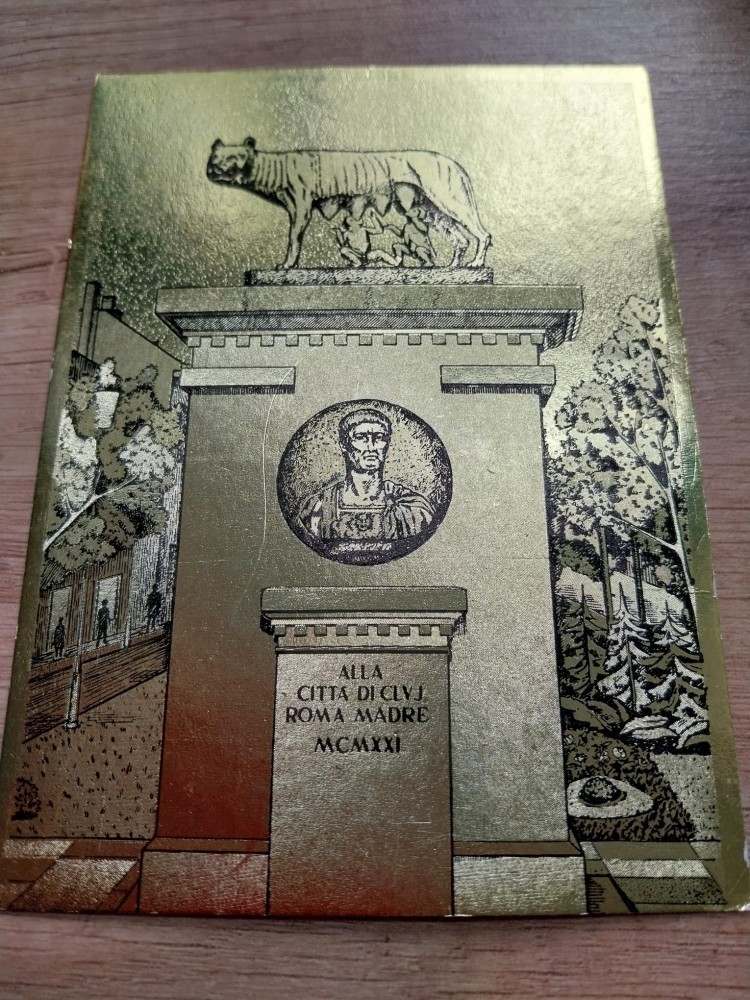 ALLA
CITTÀ DI CLVJ
ROMA MADRE
MCMXXI